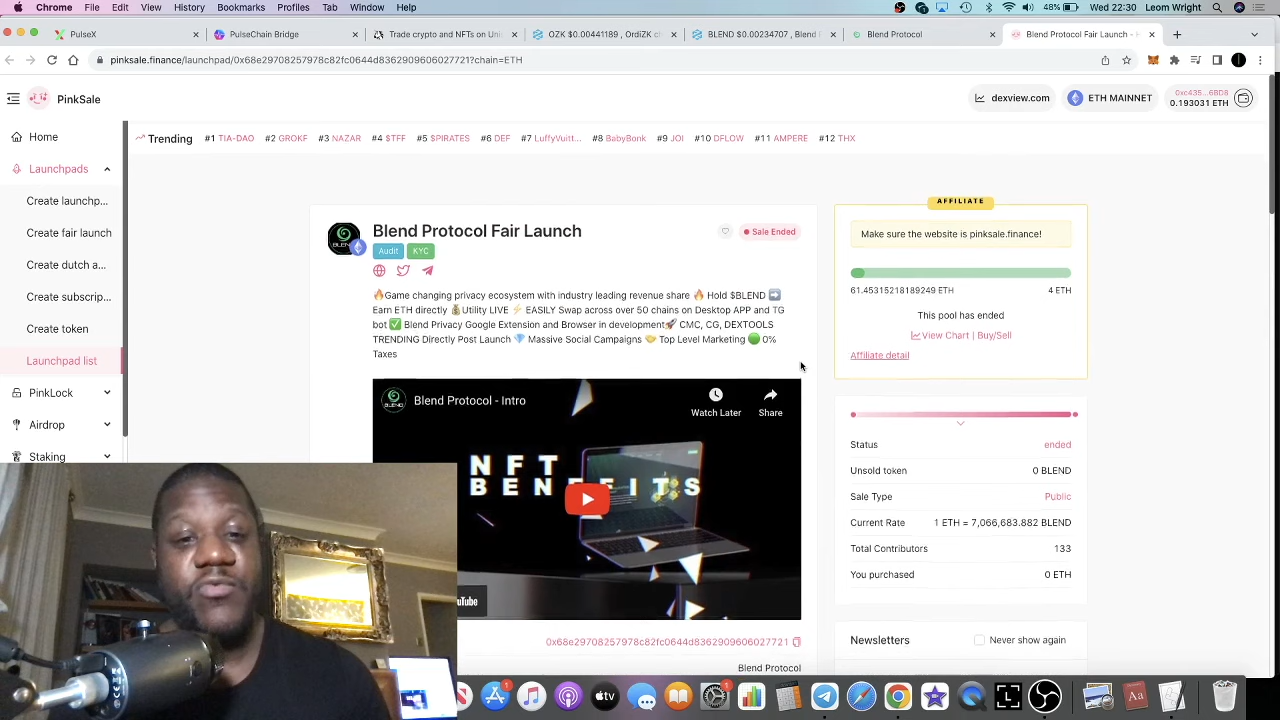 Chrome File Edit View History Bookmarks Profiles Tab Window Help 48% Wed 22:30 Leom Wright
PulseX
PulseChain Bridge
Trade crypto and NFTs on Uni
OZK $0.00441189 , OrdiZK c
BLEND $0.00234707 , Blend
Blend Protocol
Blend Protocol Fair Launch -
pinksale.finance/launchpad/0x68e29708257978c82fc0644d8362909606027721?chain=ETH
PinkSale
dexview.com
ETH MAINNET
0xc435...6BD8
0.193031 ETH
Home
Launchpads
Create launchp...
Create fair launch
Create dutch a...
Create subscrip...
Create token
Launchpad list
PinkLock
Airdrop
Staking
Trending #1 TIA-DAO #2 GROKF #3 NAZAR #4 $TFF #5 $PIRATES #6 DEF #7 LuffyVuitt... #8 BabyBonk #9 JOI #10 DFLOW #11 AMPERE #12 THX
Blend Protocol Fair Launch
Sale Ended
Audit KYC
🔥Game changing privacy ecosystem with industry leading revenue share 🔥 Hold $BLEND ➡️
Earn ETH directly 💰Utility LIVE ⚡ EASILY Swap across over 50 chains on Desktop APP and TG
bot ✅ Blend Privacy Google Extension and Browser in development🚀 CMC, CG, DEXTOOLS
TRENDING Directly Post Launch 💎 Massive Social Campaigns 🤝 Top Level Marketing 🟢 0%
Taxes
BLEND
Blend Protocol - Intro
Watch Later
Share
NFT
BENEFITS
uTube
0x68e29708257978c82fc0644d8362909606027721
Blend Protocol
AFFILIATE
Make sure the website is pinksale.finance!
61.45315218189249 ETH 4 ETH
This pool has ended
View Chart | Buy/Sell
Affiliate detail
Status ended
Unsold token 0 BLEND
Sale Type Public
Current Rate 1 ETH = 7,066,683.882 BLEND
Total Contributors 133
You purchased 0 ETH
Newsletters Never show again